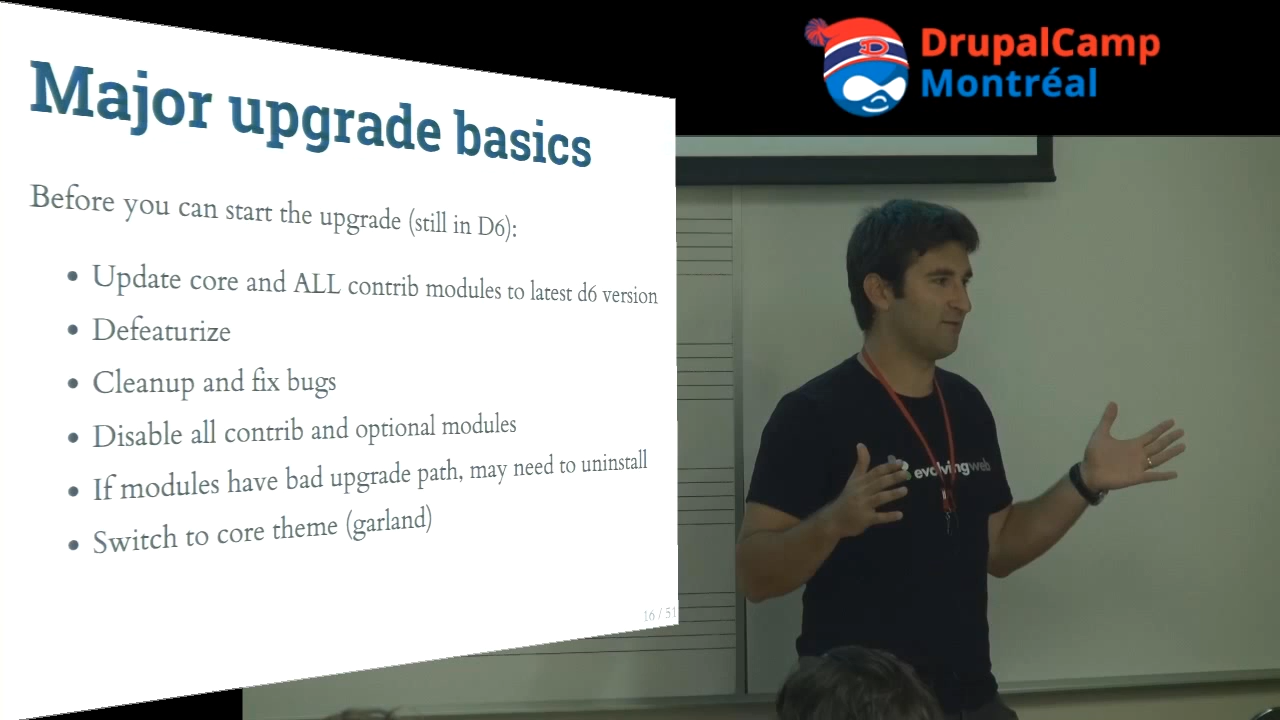 Major upgrade basics
Before you can start the upgrade (still in D6):
Update core and ALL contrib modules to latest d6 version
Defeaturize
Cleanup and fix bugs
Disable all contrib and optional modules
If modules have bad upgrade path, may need to uninstall
Switch to core theme (garland)
16 / 51
D
DrupalCamp
Montréal
evolvingweb